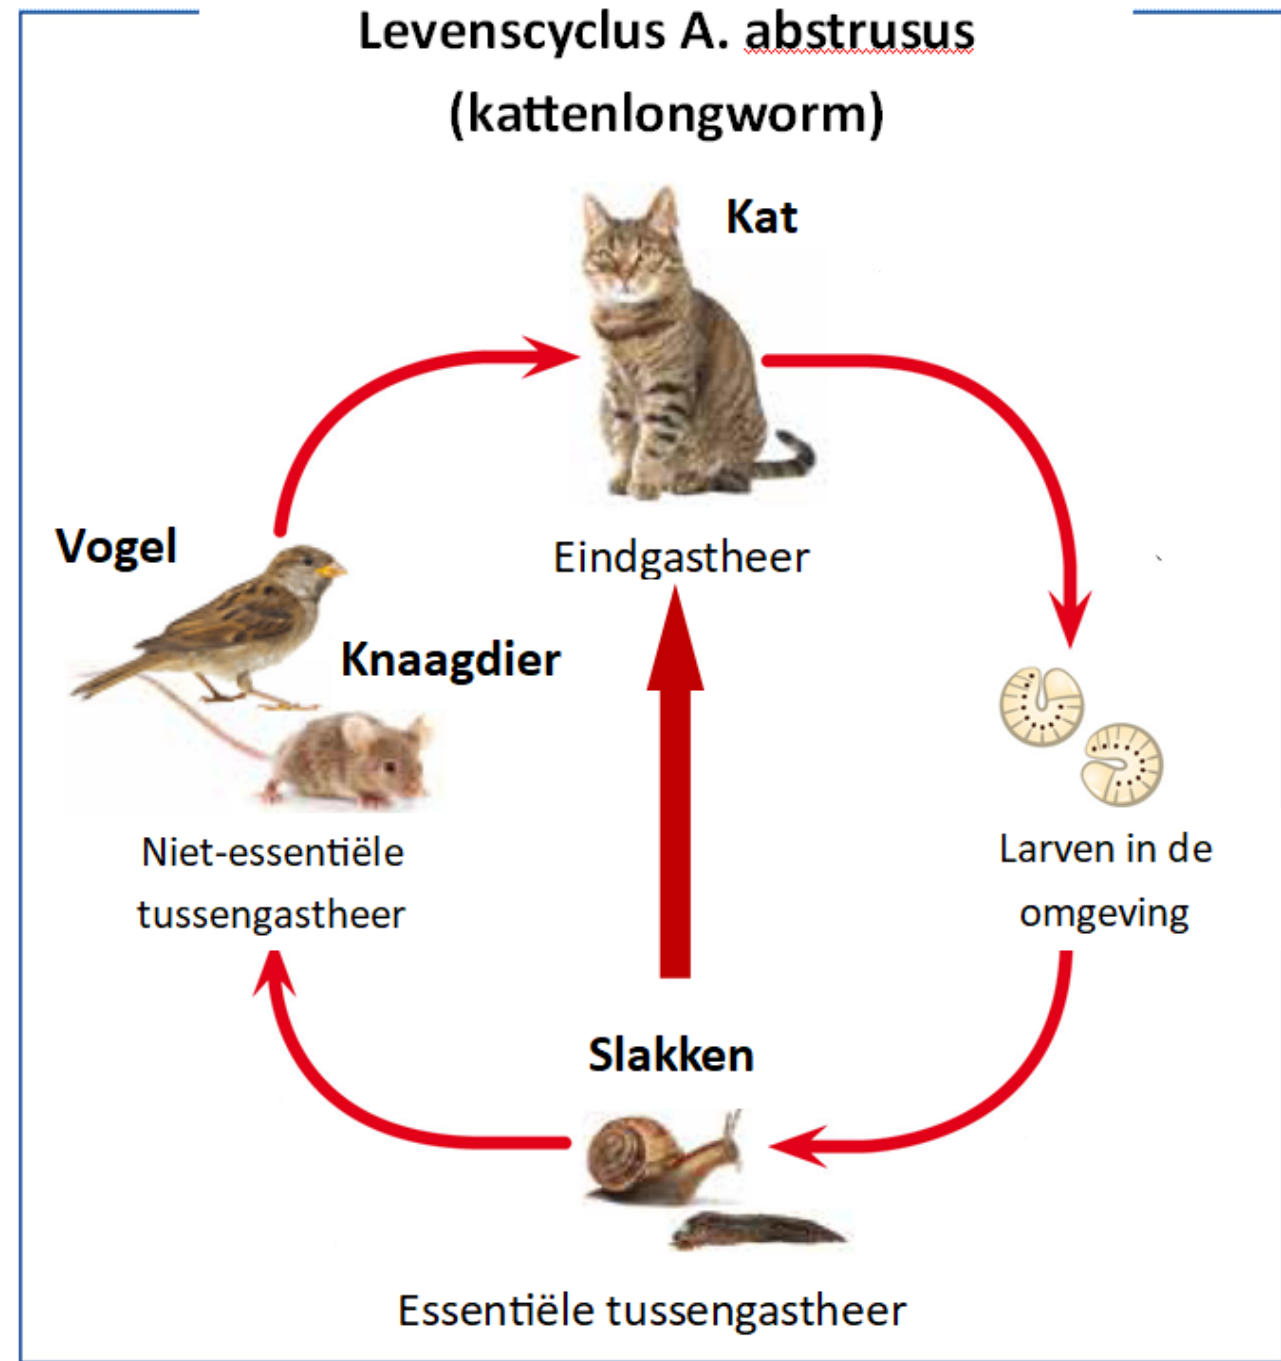 Levenscyclus A. abstrusus
(kattenlongworm)
Kat
Eindgastheer
Vogel
Knaagdier
Niet-essentiële
tussengastheer
Larven in de
omgeving
Slakken
Essentiële tussengastheer